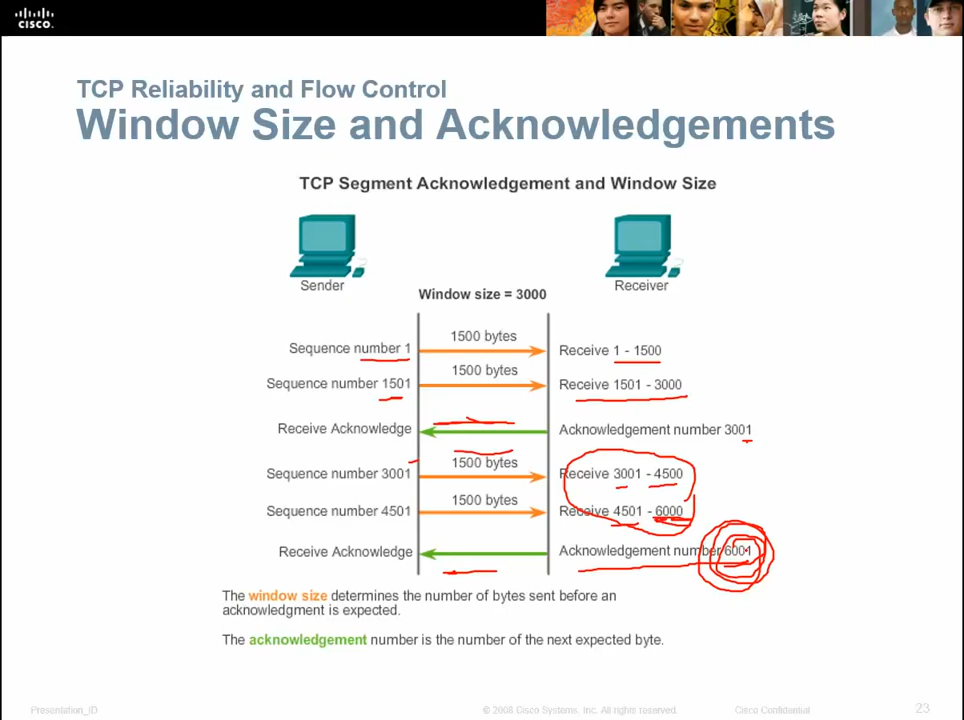 CISCO.
TCP Reliability and Flow Control
Window Size and Acknowledgements
TCP Segment Acknowledgement and Window Size
Sender
Receiver
Window size = 3000
1500 bytes
Sequence number 1
Receive 1 - 1500
1500 bytes
Sequence number 1501
Receive 1501 - 3000
Receive Acknowledge
Acknowledgement number 3001
1500 bytes
Sequence number 3001
Receive 3001 - 4500
1500 bytes
Sequence number 4501
Receive 4501 - 6000
Receive Acknowledge
Acknowledgement number 6001
The window size determines the number of bytes sent before an
acknowledgment is expected.
The acknowledgement number is the number of the next expected byte.
Presentation_ID
© 2008 Cisco Systems, Inc. All rights reserved.
Cisco Confidential
23